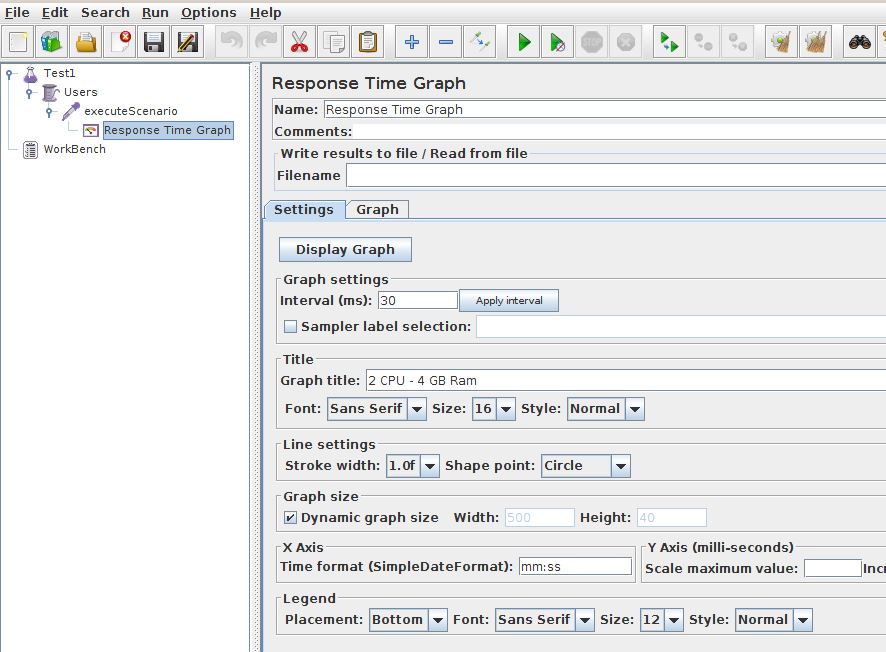 File Edit Search Run Options Help
STOP
Test1
Users
executeScenario
Response Time Graph
WorkBench
Response Time Graph
Name: Response Time Graph
Comments:
Write results to file / Read from file
Filename
Settings Graph
Display Graph
Graph settings
Interval (ms): 30 Apply interval
Sampler label selection:
Title
Graph title: 2 CPU - 4 GB Ram
Font: Sans Serif Size: 16 Style: Normal
Line settings
Stroke width: 1.0f Shape point: Circle
Graph size
Dynamic graph size Width: 500 Height: 40
X Axis Y Axis (milli-seconds)
Time format (SimpleDateFormat): mm:ss Scale maximum value: Incr
Legend
Placement: Bottom Font: Sans Serif Size: 12 Style: Normal